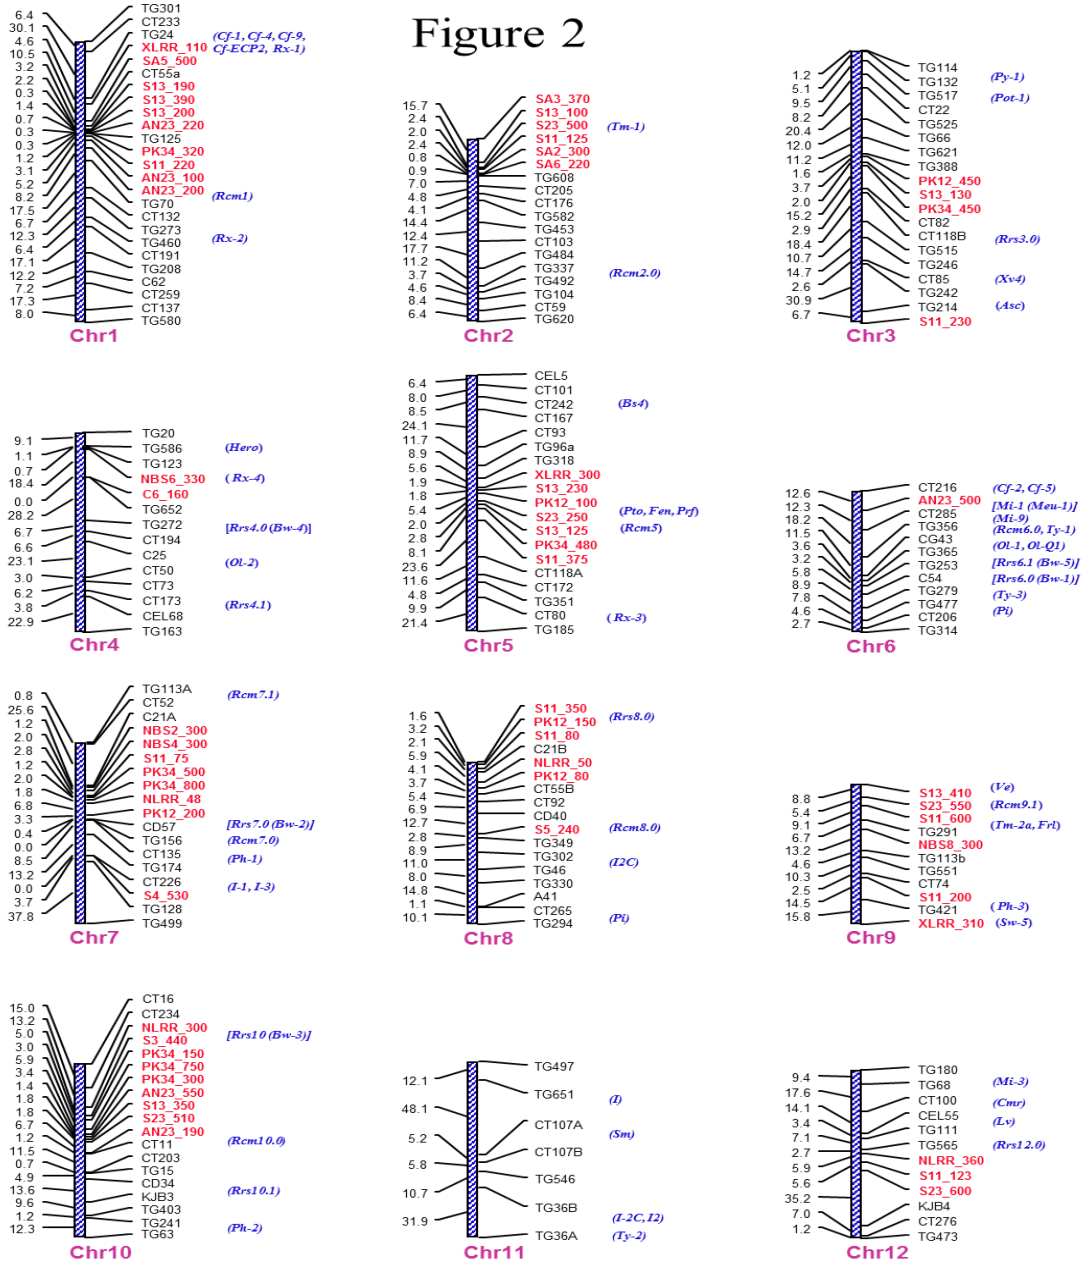 Figure 2
6.4
30.1
4.6
10.5
3.2
2.2
0.3
1.4
0.7
0.3
0.3
1.2
3.1
5.2
8.2
17.5
6.7
12.3
6.4
17.1
12.2
7.2
17.3
8.0
TG301
CT233
TG24
XLRR_110
SA5_500
CT55a
S13_190
S13_390
S13_200
AN23_220
TG125
PK34_320
S11_220
AN23_100
AN23_200
TG70
CT132
TG273
TG460
CT191
TG208
C62
CT259
CT137
TG580
(Cf-1, Cf-4, Cf-9,
Cf-ECP2, Rx-1)
(Rcm1)
(Rx-2)
Chr1
15.7
2.4
2.0
2.4
0.8
0.9
7.0
4.8
4.1
14.4
12.4
17.7
11.2
3.7
4.6
8.4
6.4
SA3_370
S13_100
S23_500
S11_125
SA2_300
SA6_220
TG608
CT205
CT176
TG582
TG453
CT103
TG484
TG337
TG492
TG104
CT59
TG620
(Tm-1)
(Rcm2.0)
Chr2
1.2
5.1
9.5
8.2
20.4
12.0
11.2
1.6
3.7
2.0
15.2
2.9
18.4
10.7
14.7
2.6
30.9
6.7
TG114
TG132
TG517
CT22
TG525
TG66
TG621
TG388
PK12_450
S13_130
PK34_450
CT82
CT118B
TG515
TG246
CT85
TG242
TG214
S11_230
(Py-1)
(Pot-1)
(Rrs3.0)
(Xv4)
(Asc)
Chr3
9.1
1.1
0.7
18.4
0.0
28.2
6.7
6.6
23.1
3.0
6.2
3.8
22.9
TG20
TG586
TG123
NBS6_330
C6_160
TG652
TG272
CT194
C25
CT50
CT73
CT173
CEL68
TG163
(Hero)
( Rx-4)
[Rrs4.0 (Bw-4)]
(Ol-2)
(Rrs4.1)
Chr4
6.4
8.0
8.5
24.1
11.7
8.9
5.6
1.9
1.8
5.4
2.0
2.8
8.1
23.6
11.6
4.8
9.9
21.4
CEL5
CT101
CT242
CT167
CT93
TG96a
TG318
XLRR_300
S13_230
PK12_100
S23_250
S13_125
PK34_480
S11_375
CT118A
CT172
TG351
CT80
TG185
(Bs4)
(Pto, Fen, Prf)
(Rcm5)
( Rx-3)
Chr5
12.6
12.3
18.2
11.5
3.6
3.2
5.8
8.9
7.8
4.6
2.7
CT216
AN23_500
CT285
TG356
CG43
TG365
TG253
C54
TG279
TG477
CT206
TG314
(Cf-2, Cf-5)
[Mi-1 (Meu-1)]
(Mi-9)
(Rcm6.0, Ty-1)
(Ol-1, Ol-Q1)
[Rrs6.1 (Bw-5)]
[Rrs6.0 (Bw-1)]
(Ty-3)
(Pi)
Chr6
0.8
25.6
1.2
2.0
2.8
1.2
2.0
1.8
6.8
3.3
0.4
0.0
8.5
13.2
0.0
3.7
37.8
TG113A
CT52
C21A
NBS2_300
NBS4_300
S11_75
PK34_500
PK34_800
NLRR_48
PK12_200
CD57
TG156
CT135
TG174
CT226
S4_530
TG128
TG499
(Rcm7.1)
[Rrs7.0 (Bw-2)]
(Rcm7.0)
(Ph-1)
(I-1, I-3)
Chr7
1.6
3.2
2.1
5.9
4.1
3.7
5.4
6.9
12.7
2.8
8.9
11.0
8.0
14.8
1.1
10.1
S11_350
PK12_150
S11_80
C21B
NLRR_50
PK12_80
CT55B
CT92
CD40
S5_240
TG349
TG302
TG46
TG330
A41
CT265
TG294
(Rrs8.0)
(Rcm8.0)
(I2C)
(Pi)
Chr8
8.8
5.4
9.1
6.7
13.2
4.6
10.3
2.5
14.5
15.8
S13_410
S23_550
S11_600
TG291
NBS8_300
TG113b
TG551
CT74
S11_200
TG421
XLRR_310
(Ve)
(Rcm9.1)
(Tm-2a, Frl)
( Ph-3)
(Sw-5)
Chr9
15.0
13.2
5.0
3.0
5.9
3.4
1.4
1.8
1.8
6.7
1.2
11.5
0.7
4.9
13.6
9.6
1.2
12.3
CT16
CT234
NLRR_300
S3_440
PK34_150
PK34_750
PK34_300
AN23_550
S13_350
S23_510
AN23_190
CT11
CT203
TG15
CD34
KJB3
TG403
TG241
TG63
[Rrs10 (Bw-3)]
(Rcm10.0)
(Rrs10.1)
(Ph-2)
Chr10
12.1
48.1
5.2
5.8
10.7
31.9
TG497
TG651
CT107A
CT107B
TG546
TG36B
TG36A
(I)
(Sm)
(I-2C, I2)
(Ty-2)
Chr11
9.4
17.6
14.1
3.4
7.1
2.7
5.9
5.6
35.2
7.0
1.2
TG180
TG68
CT100
CEL55
TG111
TG565
NLRR_360
S11_123
S23_600
KJB4
CT276
TG473
(Mi-3)
(Cmr)
(Lv)
(Rrs12.0)
Chr12